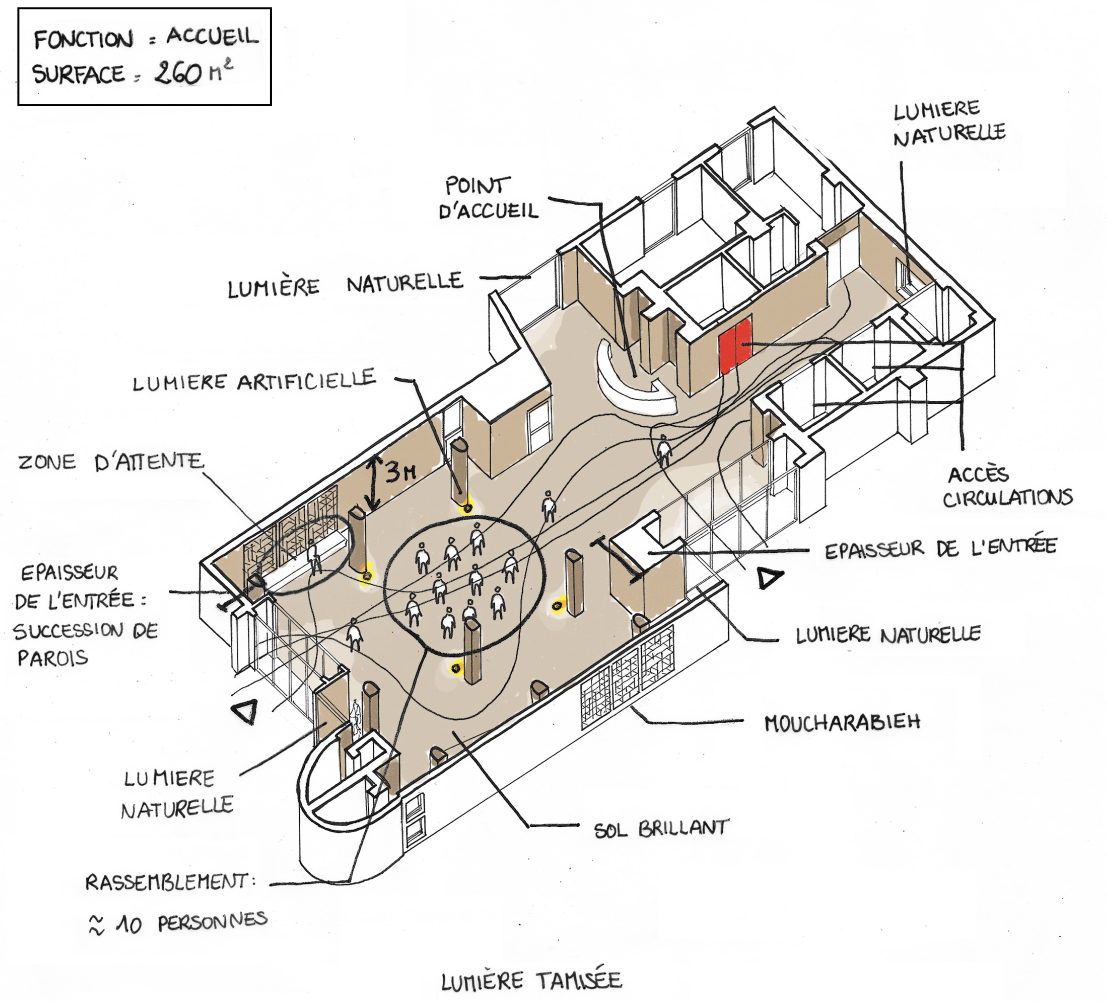 FONCTION : ACCUEIL
SURFACE : 260 m²
LUMIERE
NATURELLE
POINT
D'ACCUEIL
LUMIÈRE NATURELLE
LUMIERE ARTIFICIELLE
ZONE D'ATTENTE
3M
ACCÈS
CIRCULATIONS
EPAISSEUR DE L'ENTRÉE
EPAISSEUR
DE L'ENTRÉE :
SUCCESSION DE
PAROIS
LUMIERE NATURELLE
MOUCHARABIEH
LUMIERE
NATURELLE
SOL BRILLANT
RASSEMBLEMENT :
≈ 10 PERSONNES
LUMIÈRE TAMISÉE